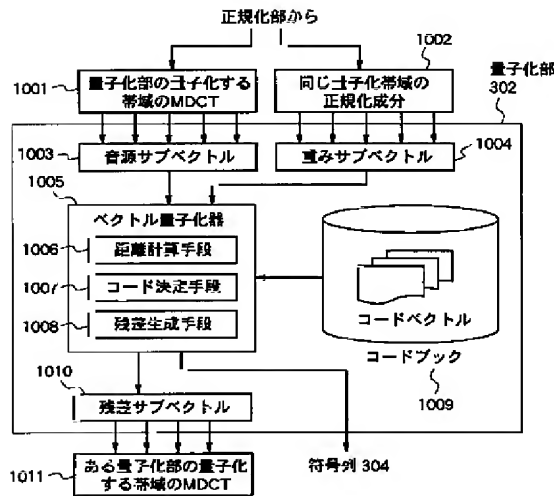 正規化部から
1001
量子化部の量子化する
帯域のMDCT
1002
同じ量子化帯域の
正規化成分
量子化部
302
1003
音源サブベクトル
重みサブベクトル
1004
1005
ベクトル量子化器
1006
距離計算手段
1007
コード決定手段
1008
残差生成手段
コードベクトル
コードブック
1009
1010
残差サブベクトル
1011
ある量子化部の量子化
する帯域のMDCT
符号列 304